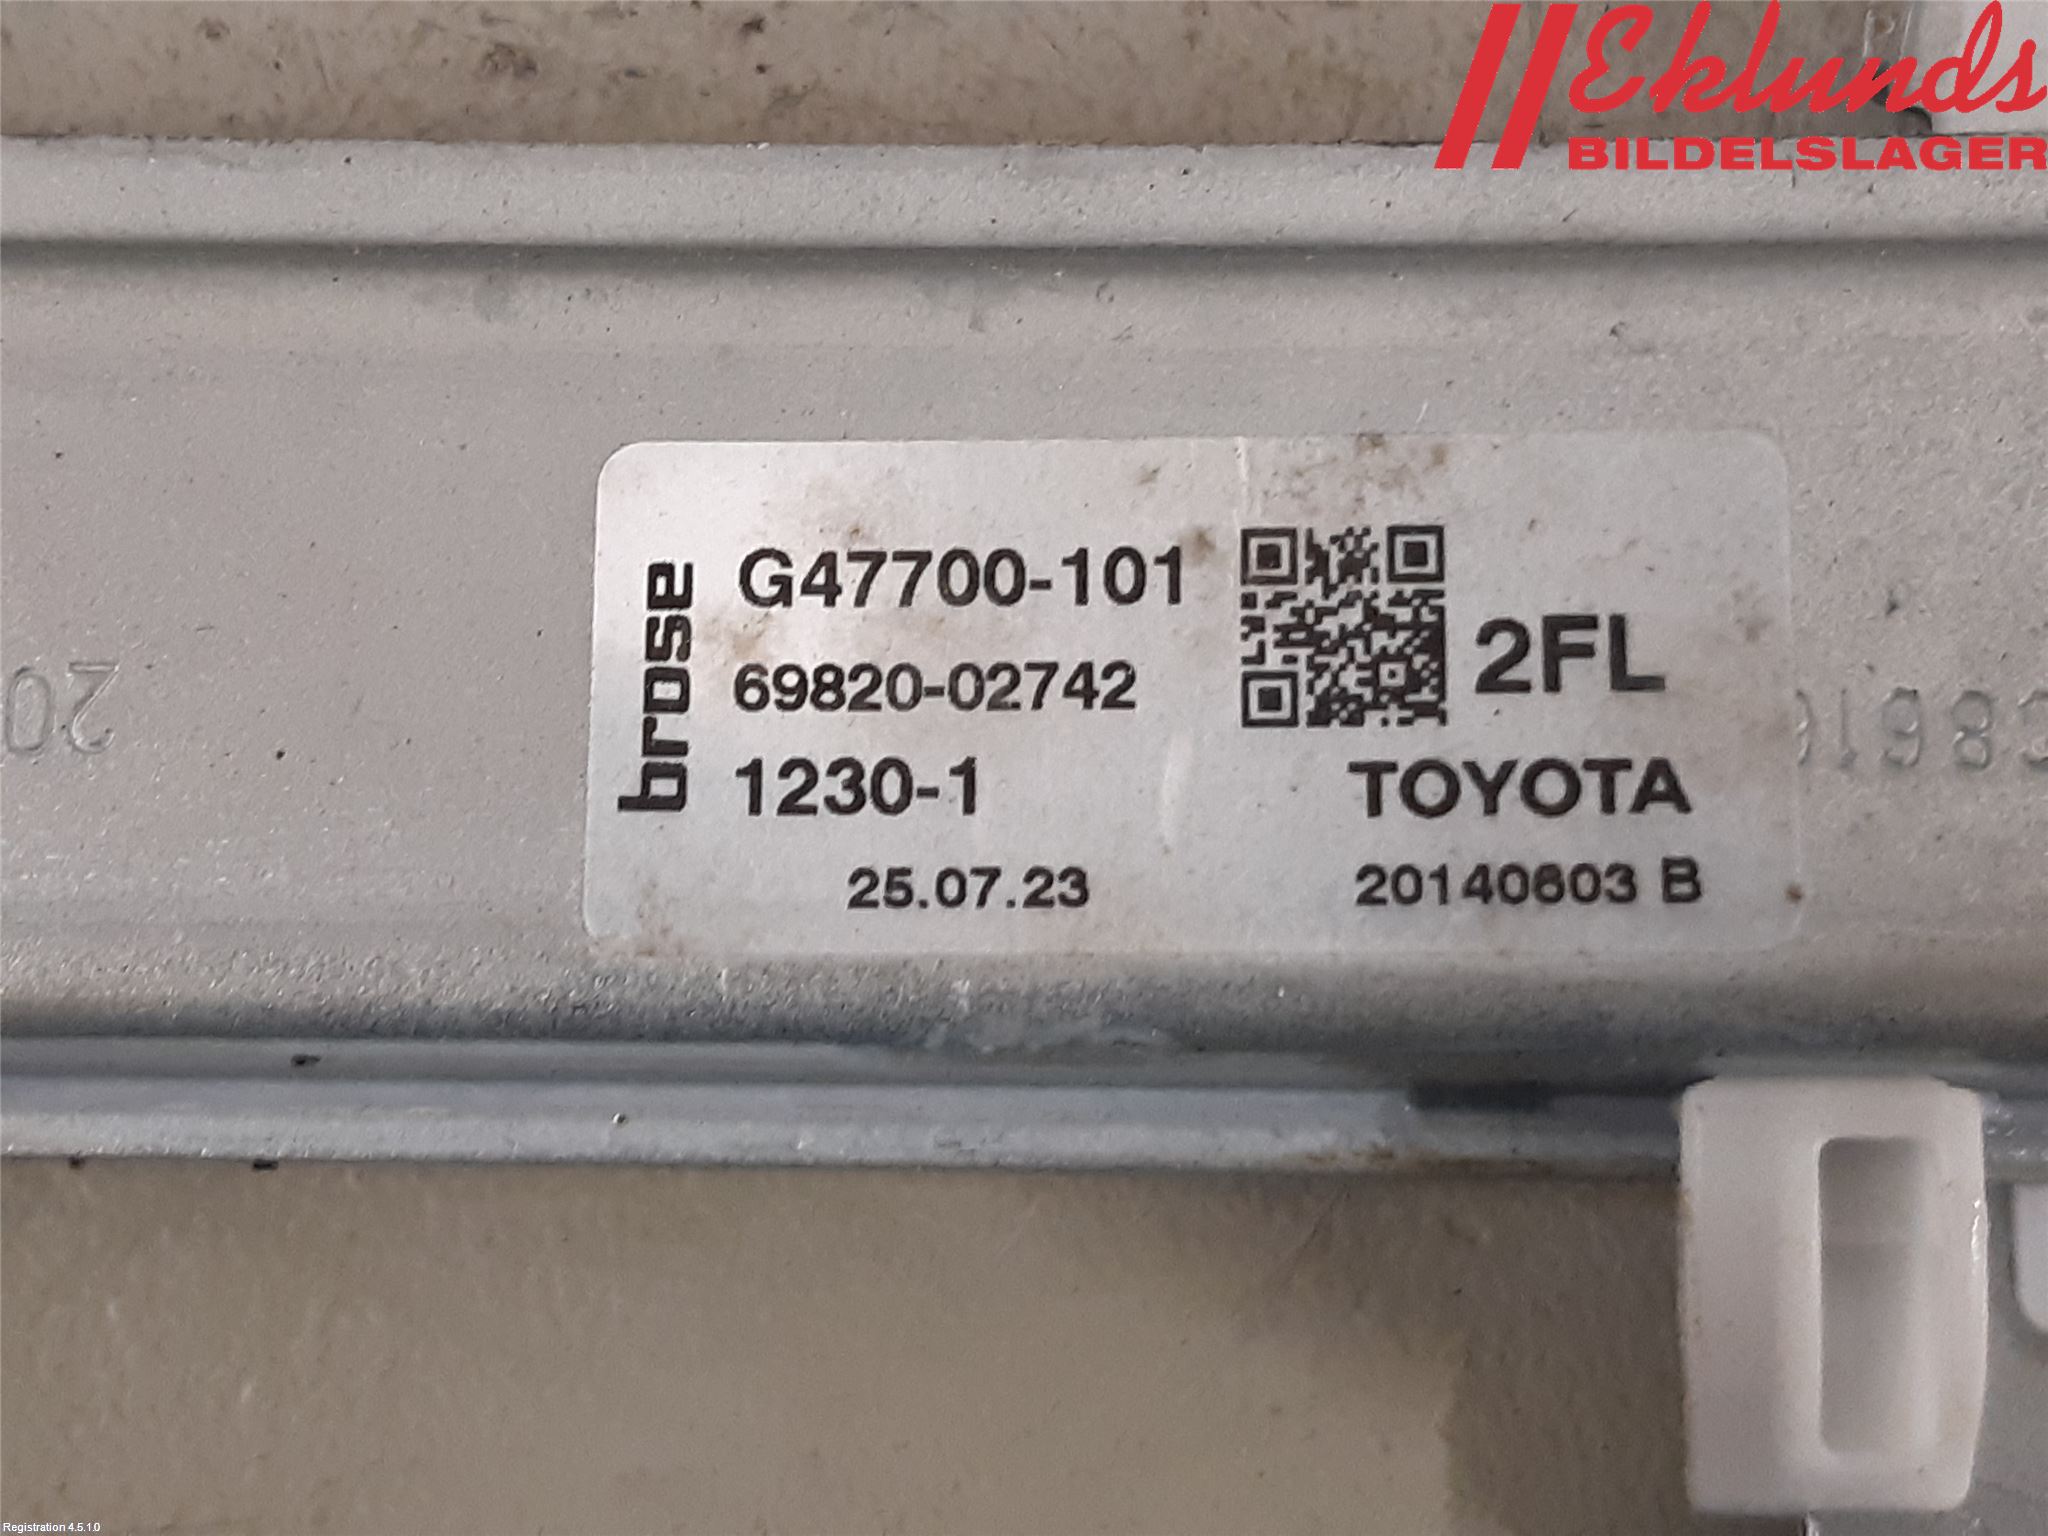 Eklunds
BILDELSLAGER
brose
G47700-101
69820-02742
1230-1
25.07.23
2FL
TOYOTA
20140603 B
20
Registration 4.5.1.0